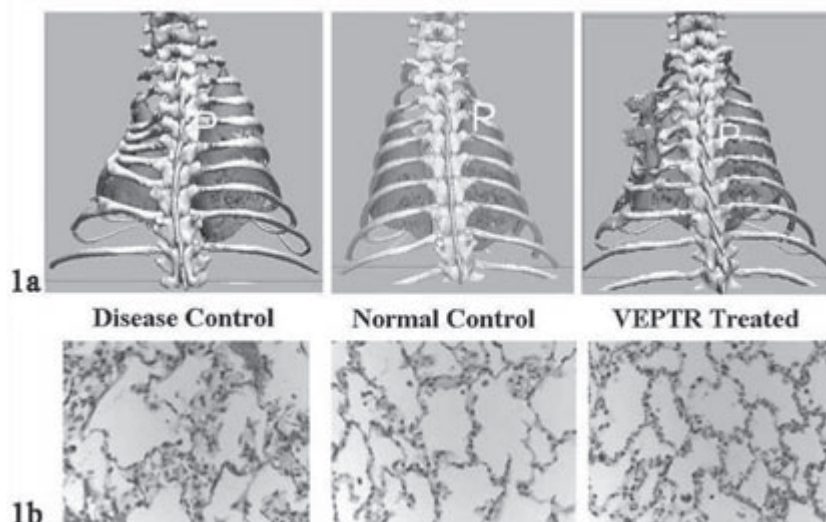 P
R
P
1a
Disease Control
Normal Control
VEPTR Treated
1b